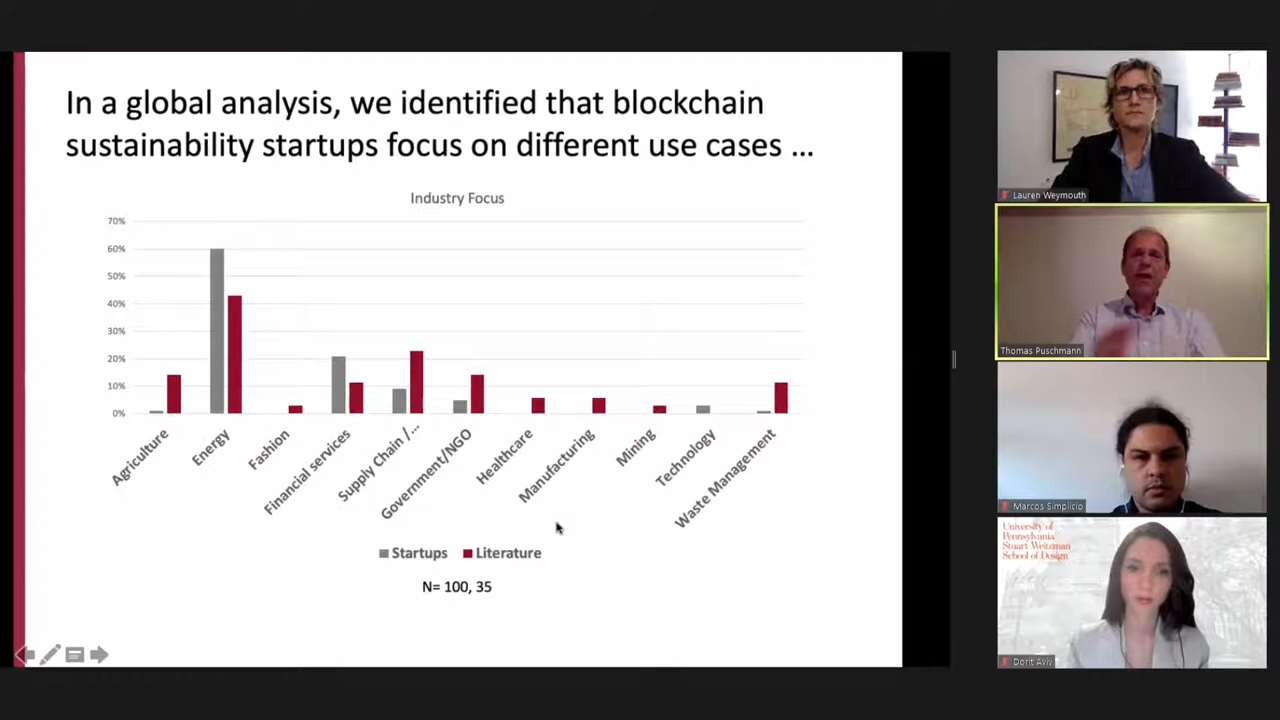 In a global analysis, we identified that blockchain
sustainability startups focus on different use cases ...
Industry Focus
70%
60%
50%
40%
30%
20%
10%
0%
Agriculture
Energy
Fashion
Financial services
Supply Chain /...
Government/NGO
Healthcare
Manufacturing
Mining
Technology
Waste Management
Startups
Literature
N= 100, 35
Lauren Weymouth
Thomas Puschmann
Marcos Simplicio
University of
Pennsylvania
Stuart Weitzman
School of Design
Dorit Aviv